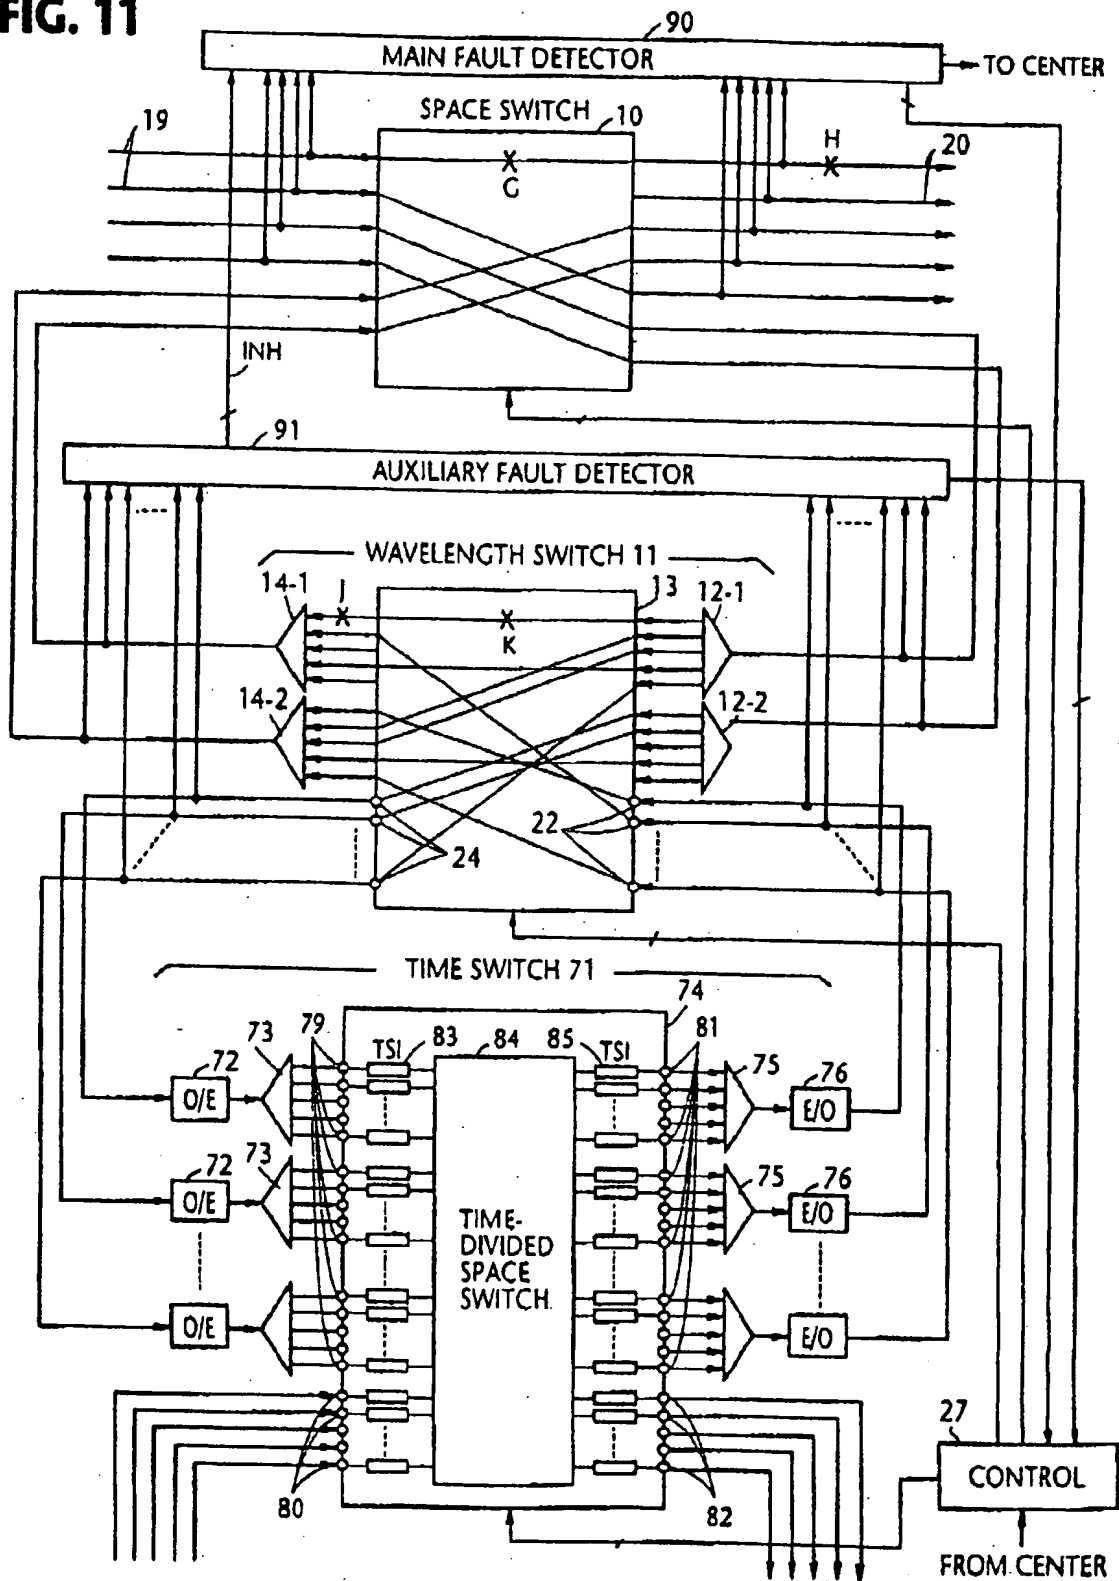 FIG. 11
90
MAIN FAULT DETECTOR
TO CENTER
SPACE SWITCH
10
19
H
X
20
X
G
INH
91
AUXILIARY FAULT DETECTOR
WAVELENGTH SWITCH 11
14-1
J
X
13
12-1
X
K
14-2
12-2
22
24
TIME SWITCH 71
74
79
83
84
85
81
73
TSI
TSI
75
72
76
O/E
E/O
73
72
75
76
O/E
E/O
TIME-
DIVIDED
SPACE
SWITCH
O/E
E/O
27
CONTROL
80
82
FROM CENTER